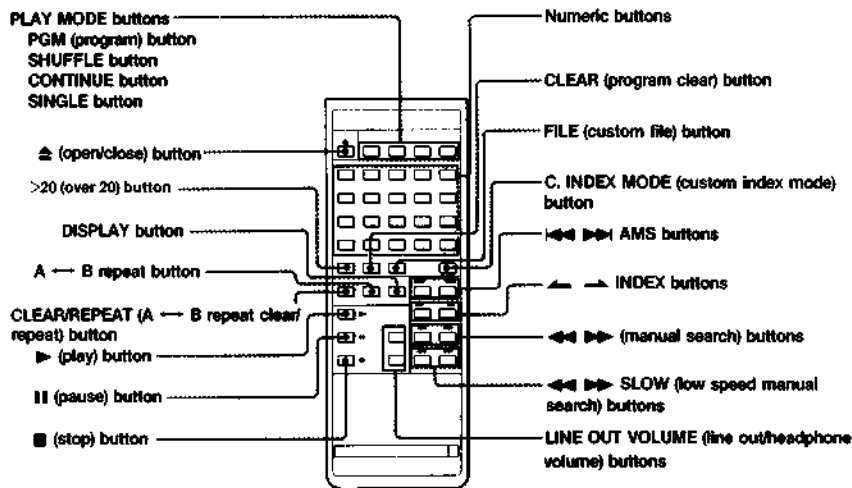 PLAY MODE buttons
PGM (program) button
SHUFFLE button
CONTINUE button
SINGLE button
≜ (open/close) button
>20 (over 20) button
DISPLAY button
A ↔ B repeat button
CLEAR/REPEAT (A ↔ B repeat clear/
repeat) button
▶ (play) button
❚❚ (pause) button
■ (stop) button
Numeric buttons
CLEAR (program clear) button
FILE (custom file) button
C. INDEX MODE (custom index mode)
button
|◀◀ ▶▶| AMS buttons
INDEX buttons
◀◀ ▶▶ (manual search) buttons
◀◀ ▶▶ SLOW (low speed manual
search) buttons
LINE OUT VOLUME (line out/headphone
volume) buttons